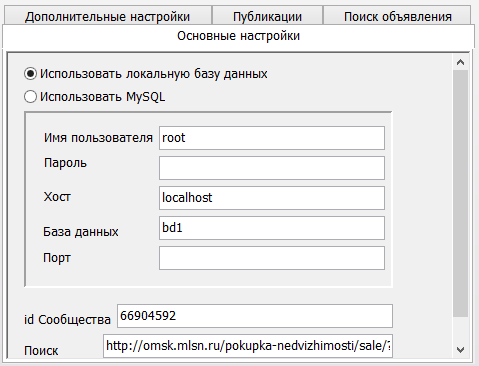 Дополнительные настройки
Публикации
Поиск объявления
Основные настройки
Использовать локальную базу данных
Использовать MySQL
Имя пользователя root
Пароль
Хост localhost
База данных bd1
Порт
id Сообщества 66904592
Поиск http://omsk.mlsn.ru/pokupka-nedvizhimosti/sale/?